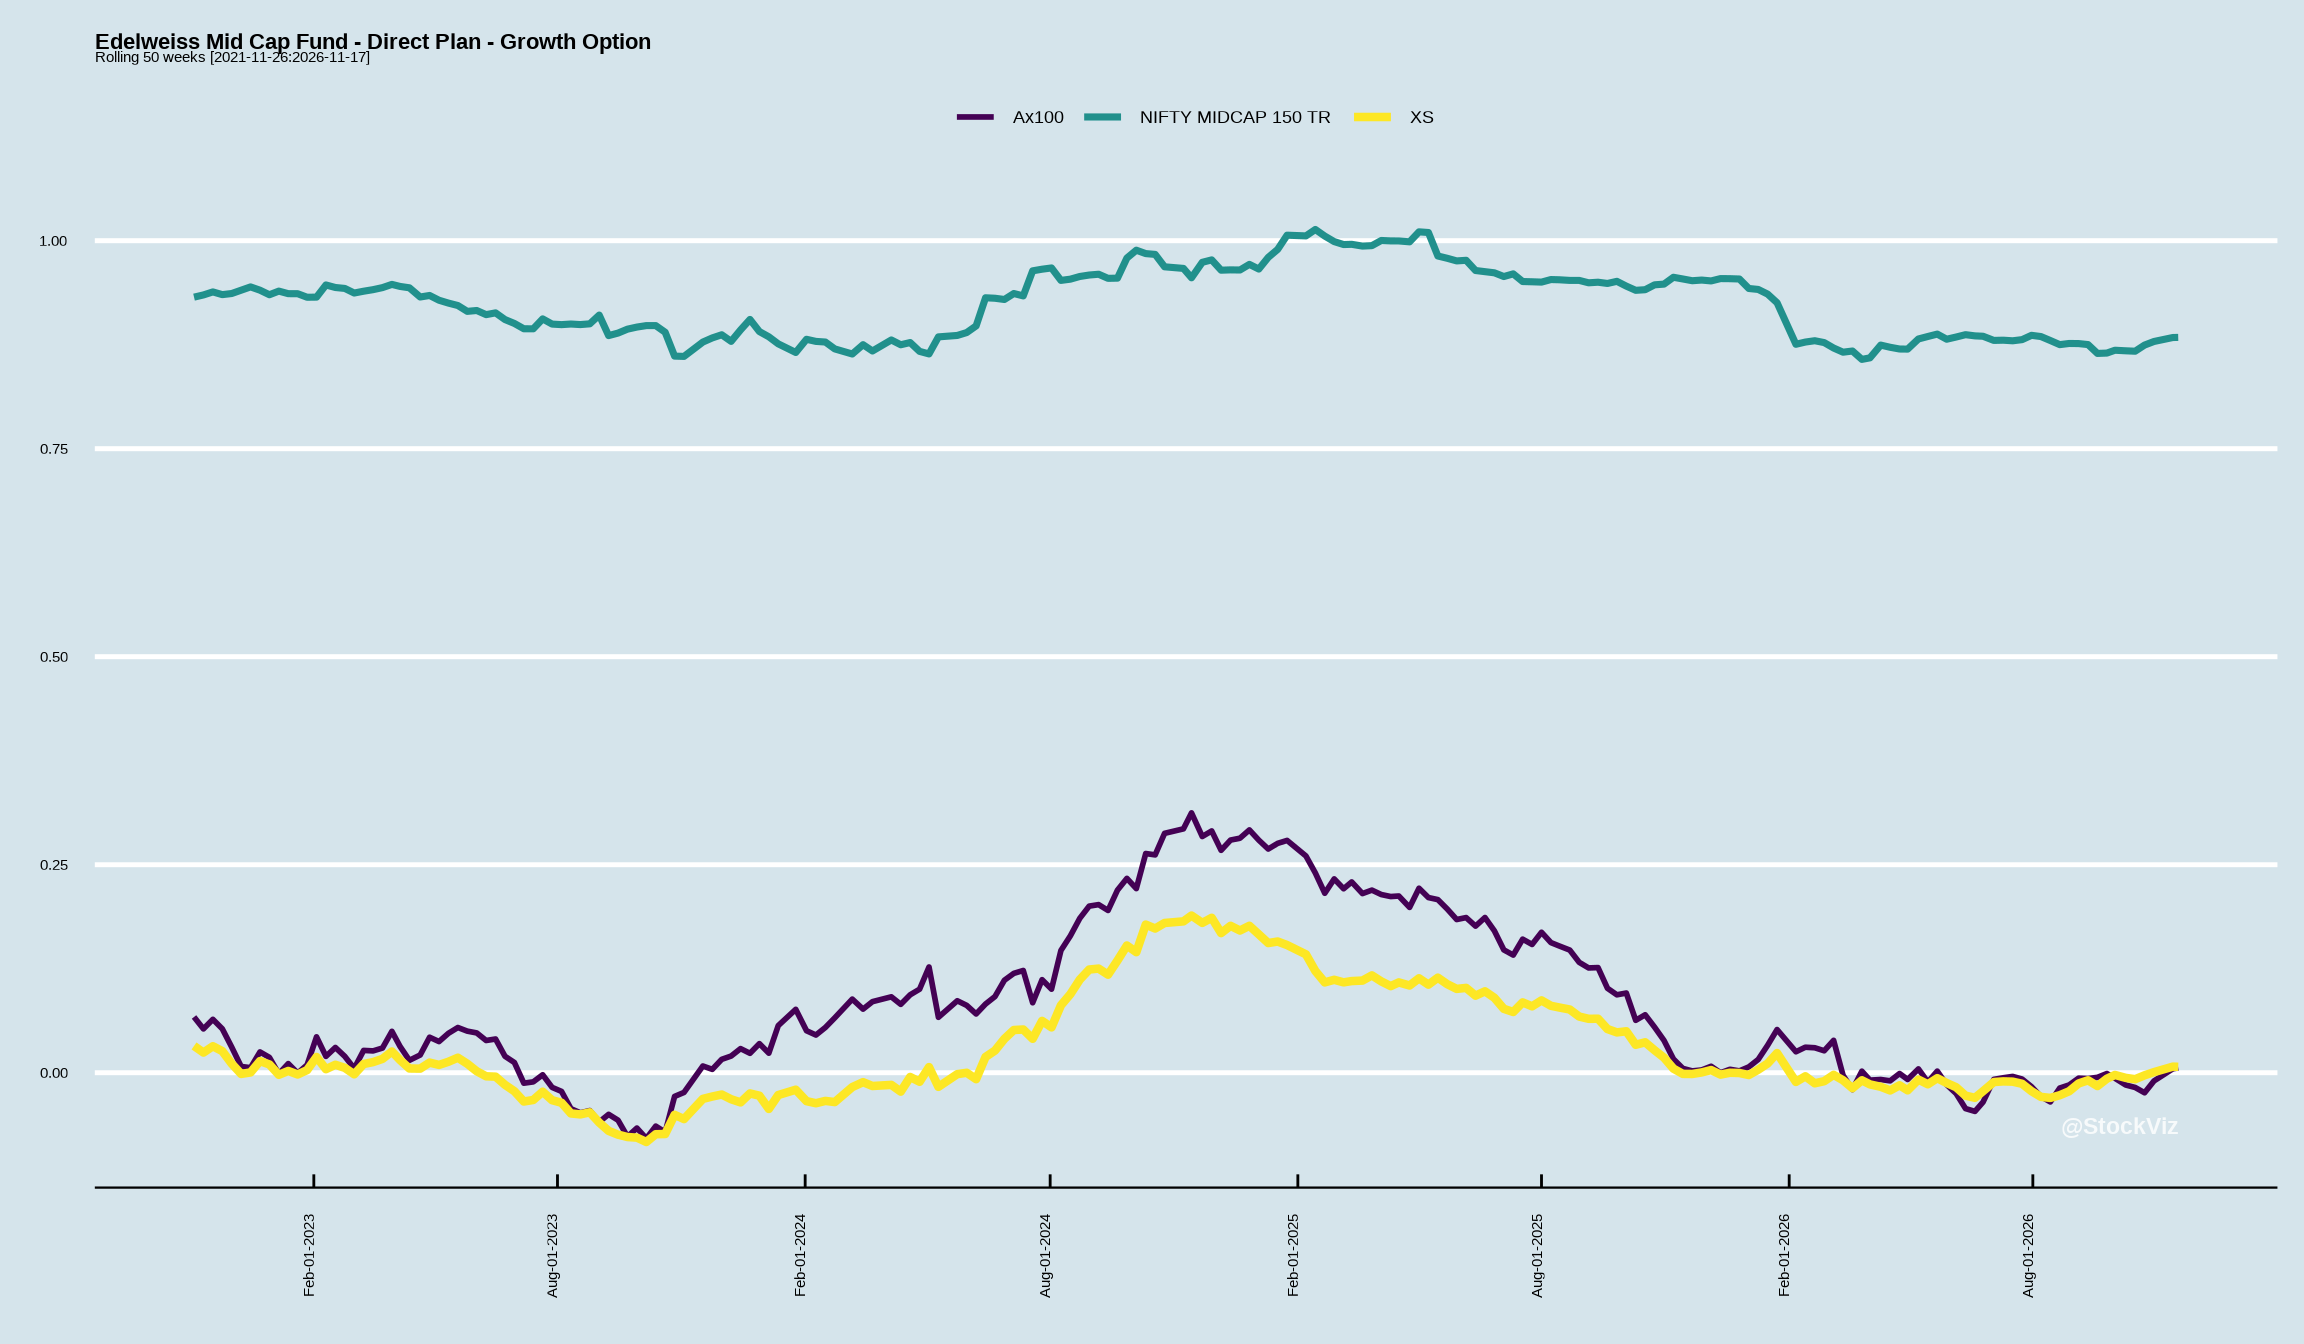 Edelweiss Mid Cap Fund - Direct Plan - Growth Option
Rolling 50 weeks [2021-11-26:2026-11-17]
Ax100 NIFTY MIDCAP 150 TR XS
1.00
0.75
0.50
0.25
0.00
@StockViz
Feb-01-2023
Aug-01-2023
Feb-01-2024
Aug-01-2024
Feb-01-2025
Aug-01-2025
Feb-01-2026
Aug-01-2026